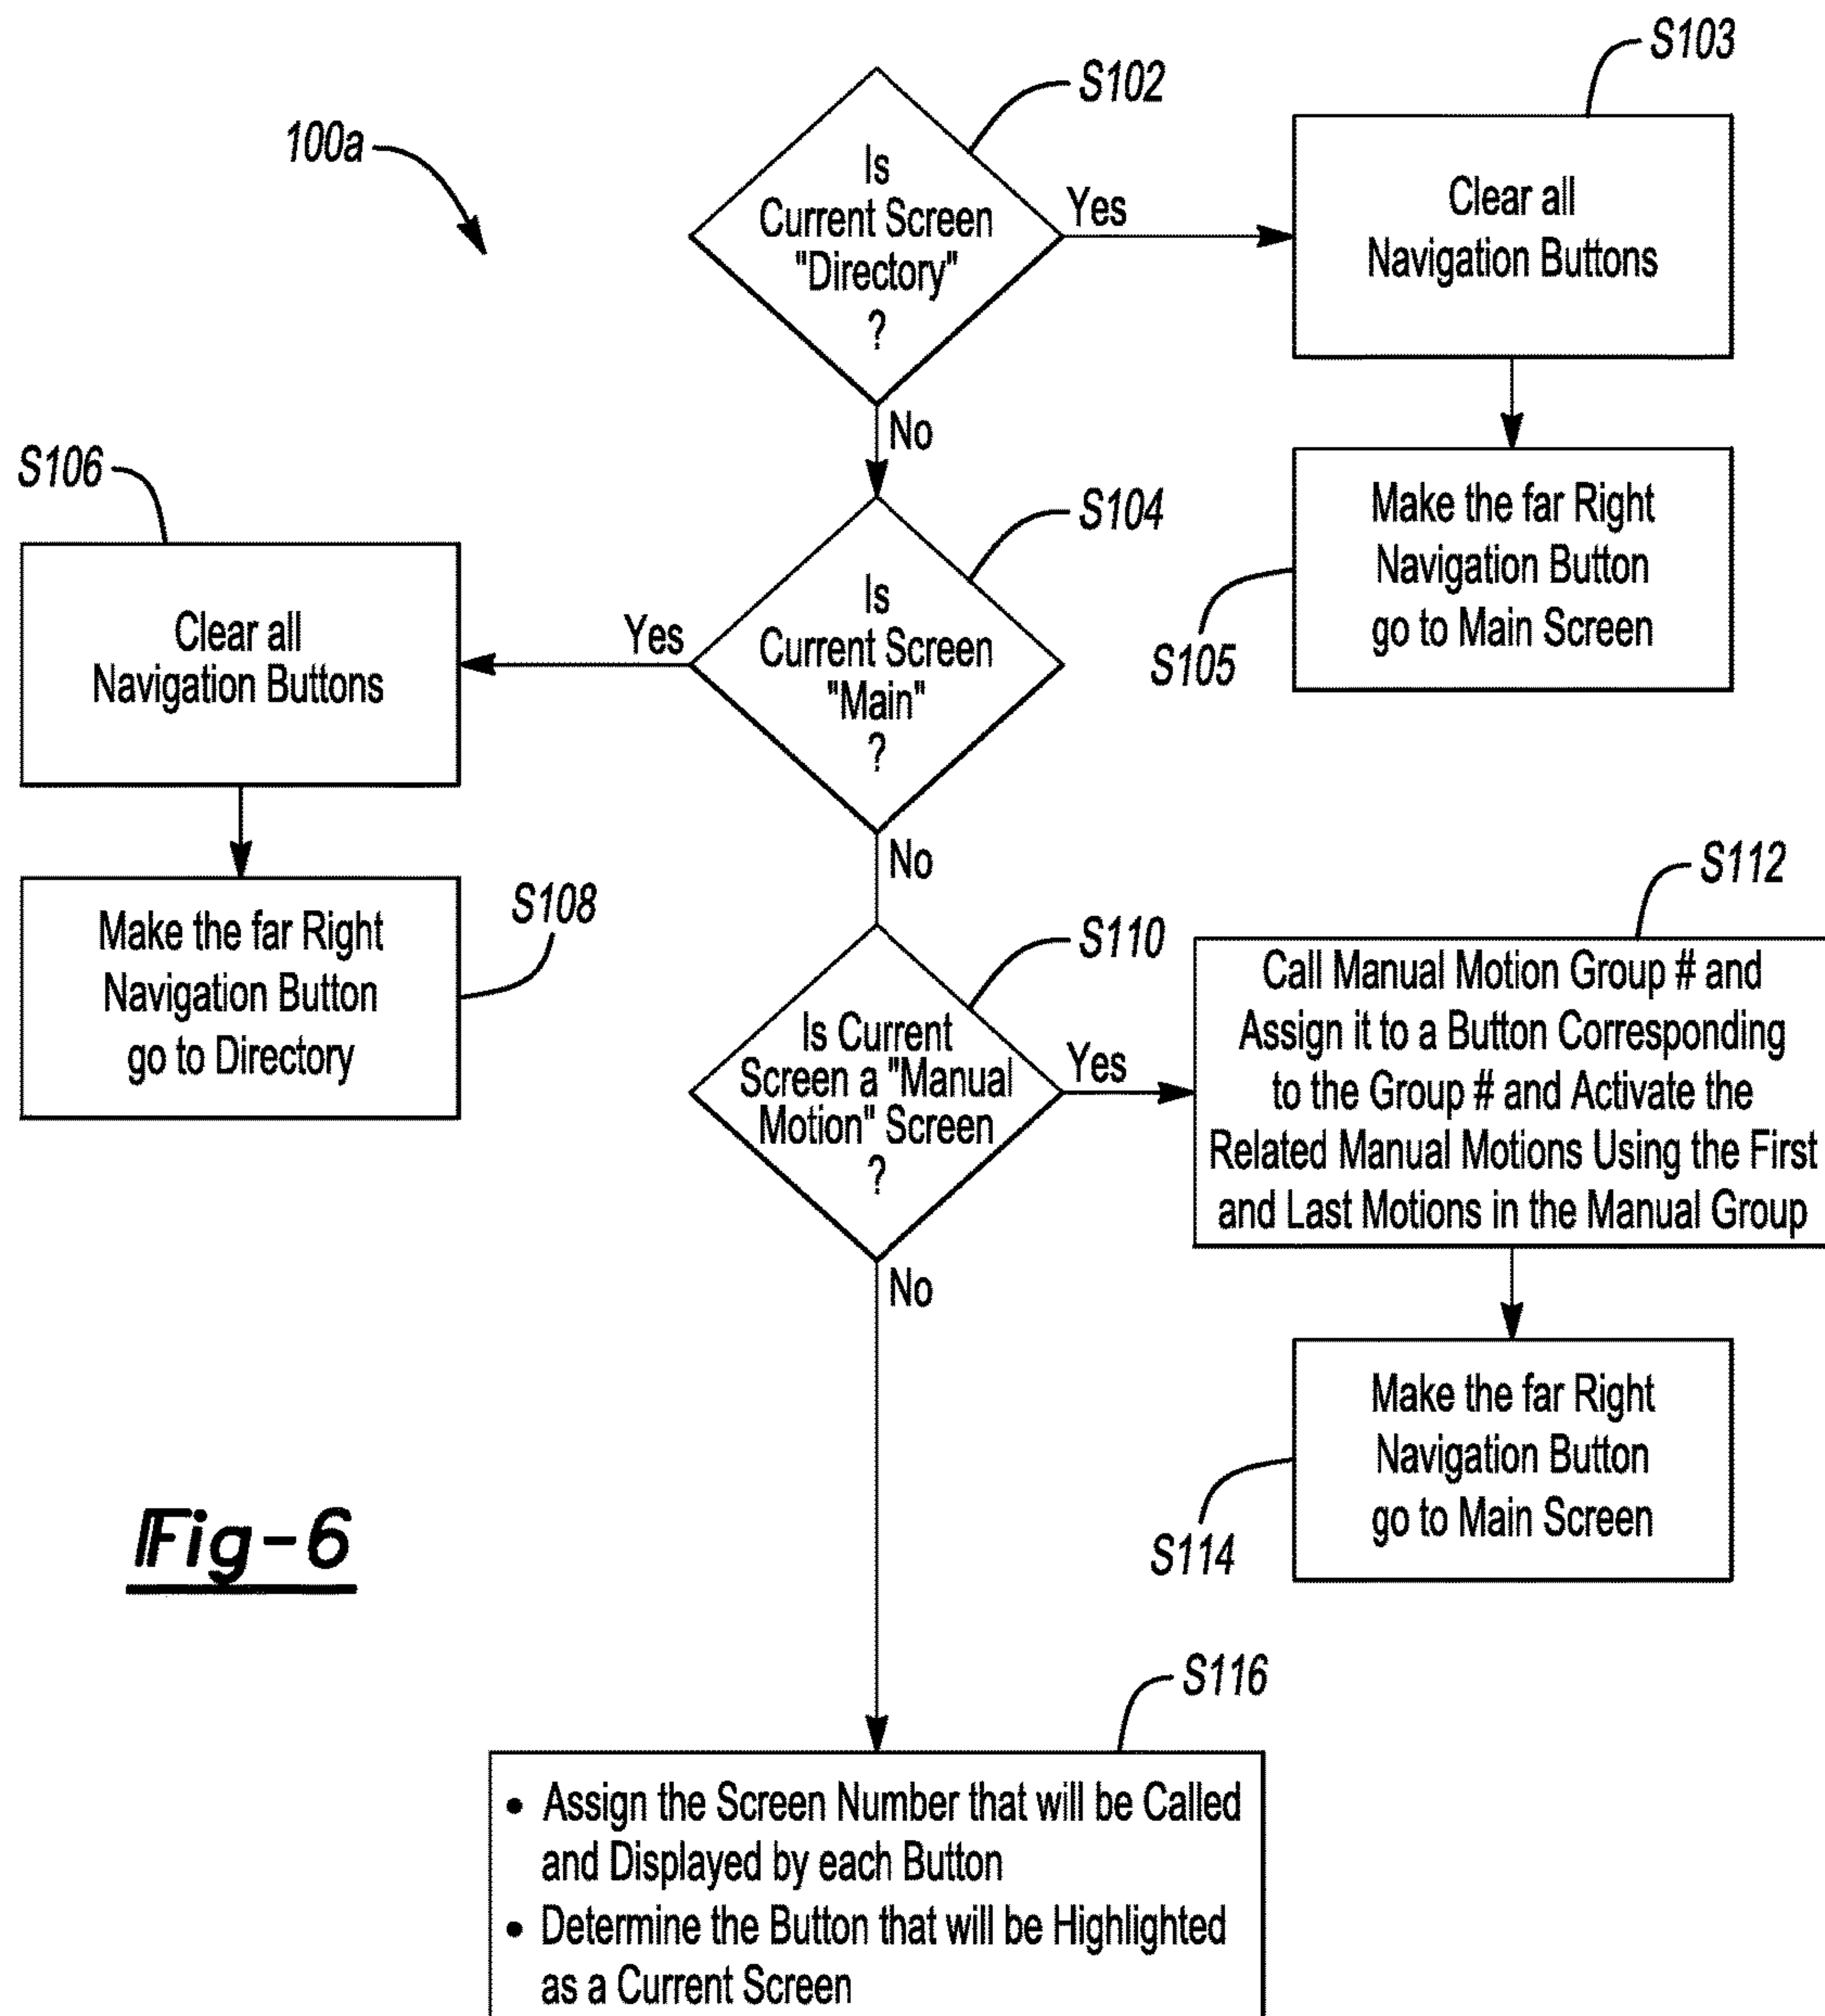 100a
S102
Is
Current Screen
"Directory"
?
Yes
No
S103
Clear all
Navigation Buttons
S105
Make the far Right
Navigation Button
go to Main Screen
S104
Is
Current Screen
"Main"
?
Yes
No
S106
Clear all
Navigation Buttons
S108
Make the far Right
Navigation Button
go to Directory
S110
Is Current
Screen a "Manual
Motion" Screen
?
Yes
No
S112
Call Manual Motion Group # and
Assign it to a Button Corresponding
to the Group # and Activate the
Related Manual Motions Using the First
and Last Motions in the Manual Group
S114
Make the far Right
Navigation Button
go to Main Screen
Fig-6
S116
• Assign the Screen Number that will be Called
and Displayed by each Button
• Determine the Button that will be Highlighted
as a Current Screen